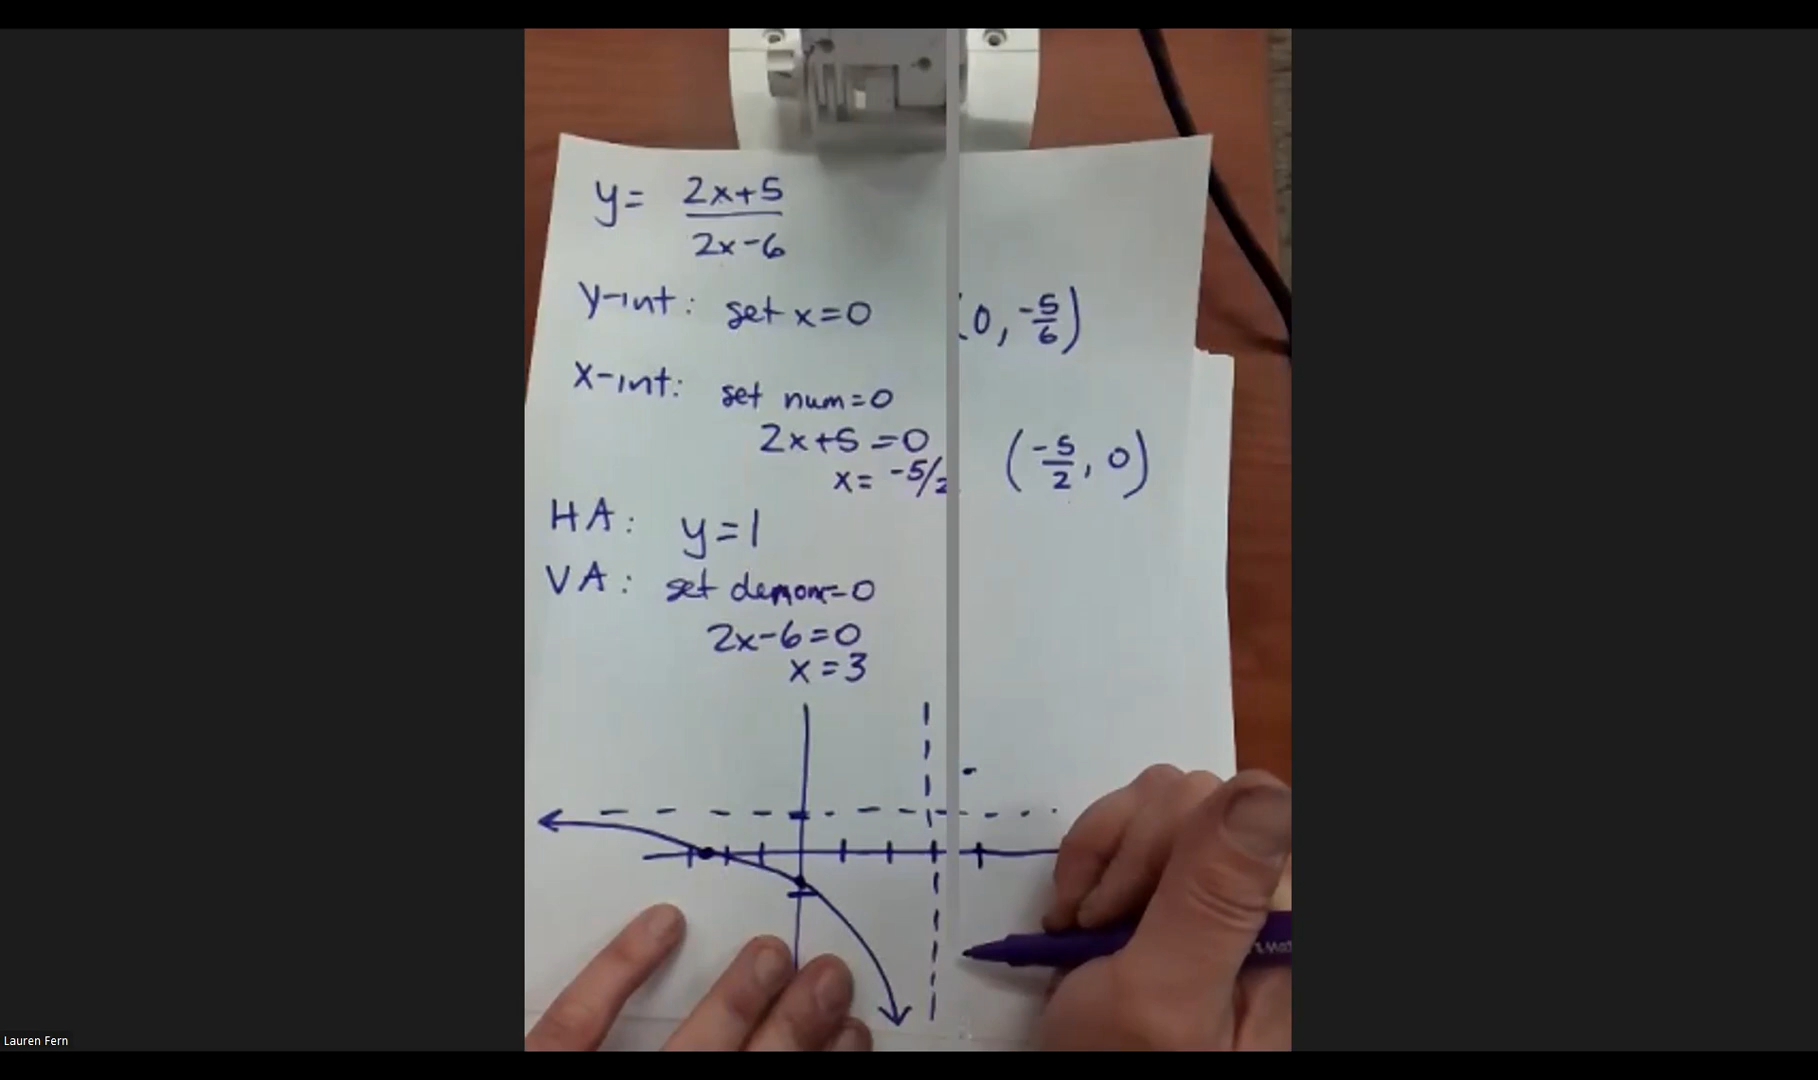 y= 2x+5
2x-6
y-int: set x=0 (0, -5/6)
x-int: set num=0
2x+5=0
x= -5/2 (-5/2, 0)
HA: y=1
VA: set denom=0
2x-6=0
x=3
Lauren Fern